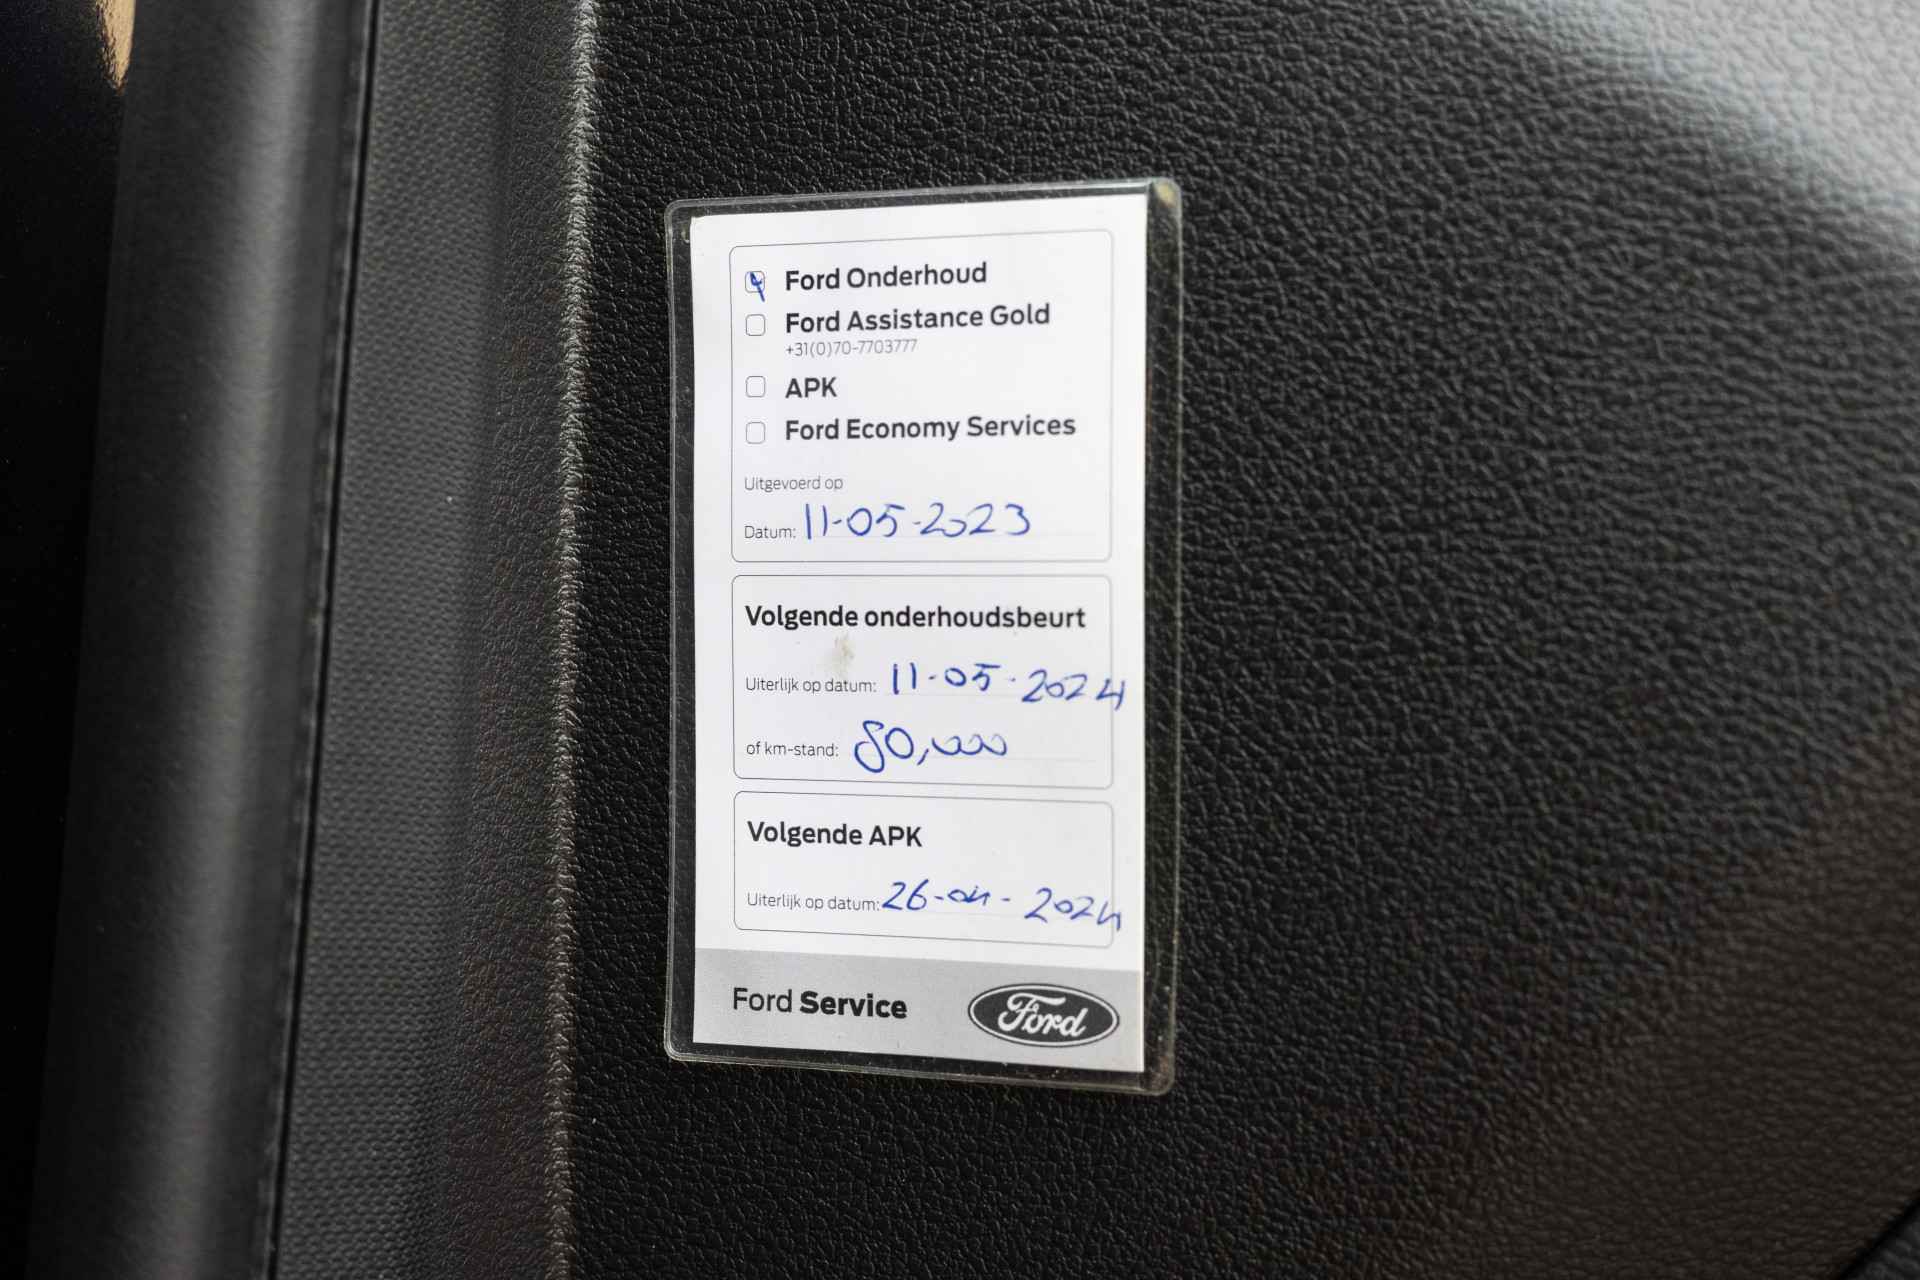 Ford Onderhoud
Ford Assistance Gold
+31(0)70-7703777
APK
Ford Economy Services
Uitgevoerd op
Datum: 11-05-2023
Volgende onderhoudsbeurt
Uiterlijk op datum: 11-05-2024
of km-stand: 80,000
Volgende APK
Uiterlijk op datum: 26-04-2024
Ford Service
Ford